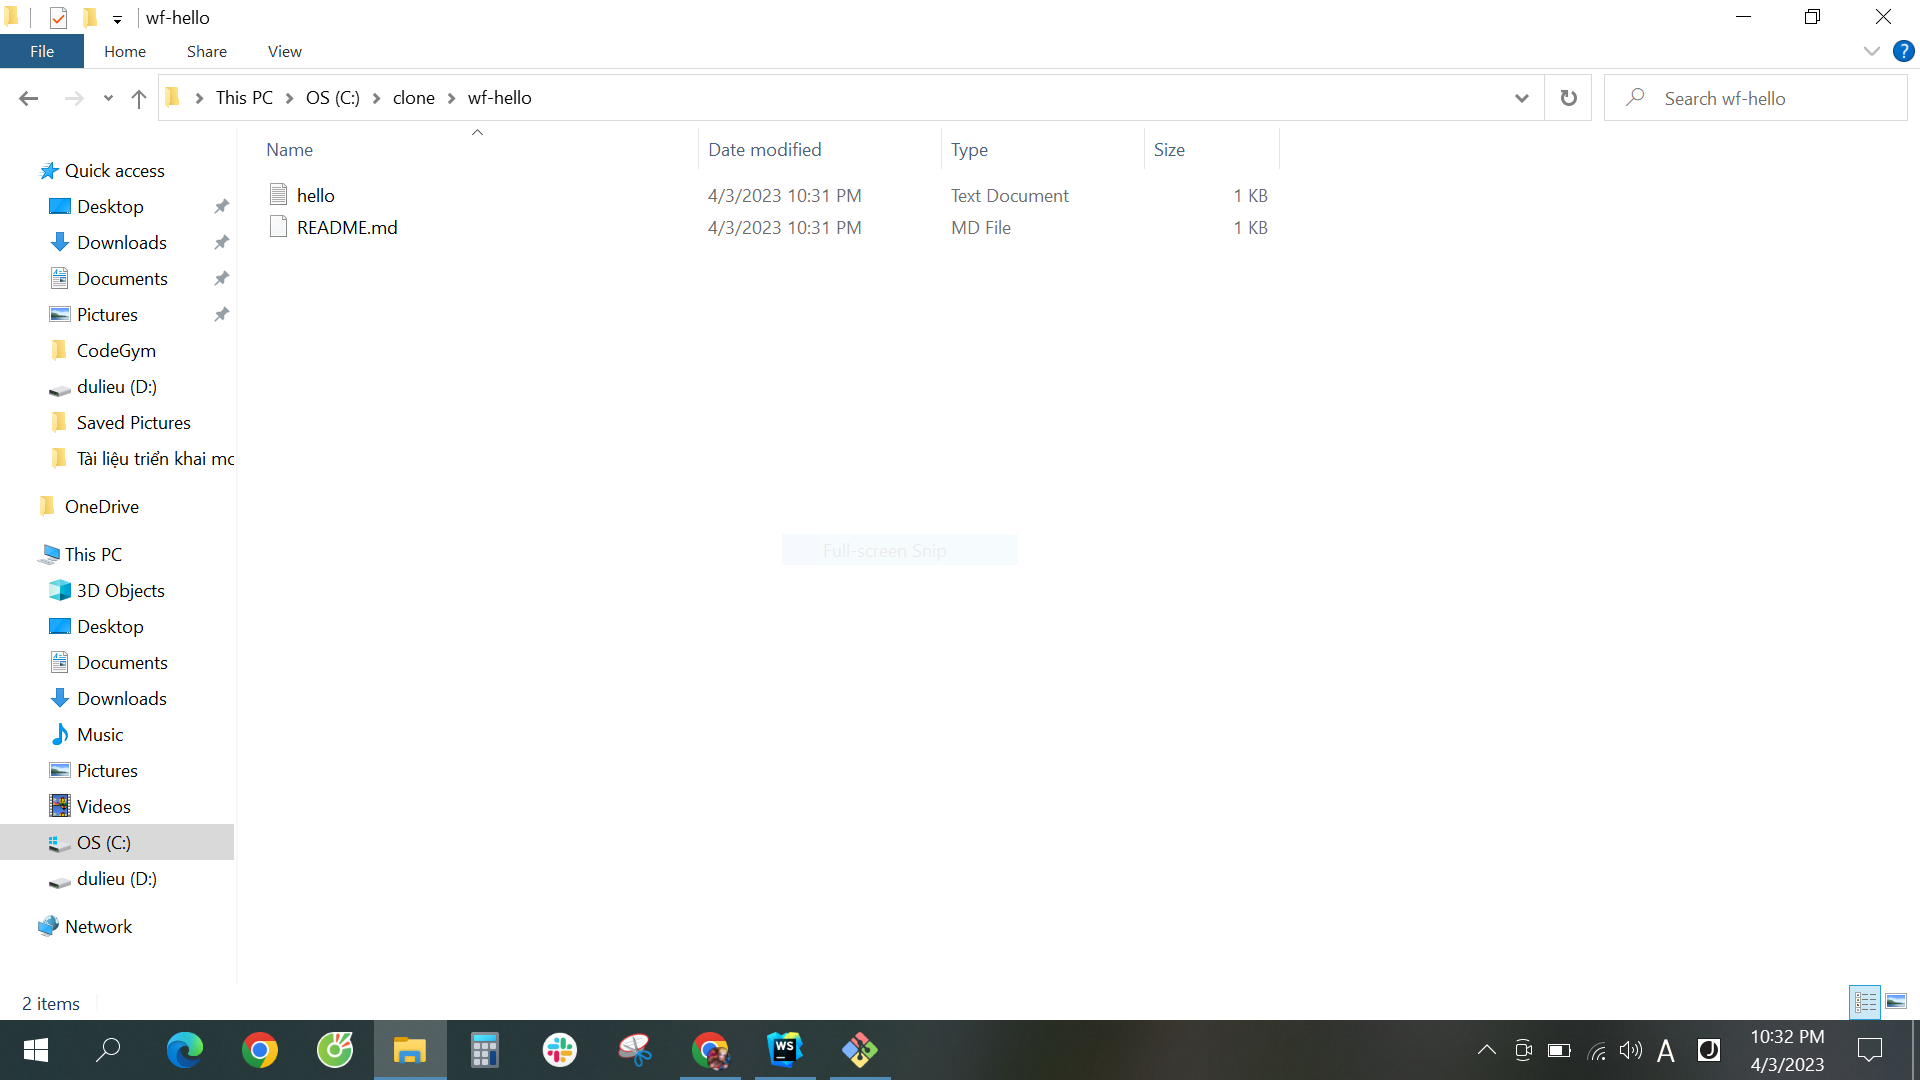 wf-hello
File Home Share View
This PC OS (C:) clone wf-hello
Search wf-hello
Name Date modified Type Size
hello 4/3/2023 10:31 PM Text Document 1 KB
README.md 4/3/2023 10:31 PM MD File 1 KB
Quick access
Desktop
Downloads
Documents
Pictures
CodeGym
dulieu (D:)
Saved Pictures
Tài liệu triển khai mc
OneDrive
This PC
3D Objects
Desktop
Documents
Downloads
Music
Pictures
Videos
OS (C:)
dulieu (D:)
Network
Full-screen Snip
2 items
WS
A
10:32 PM
4/3/2023